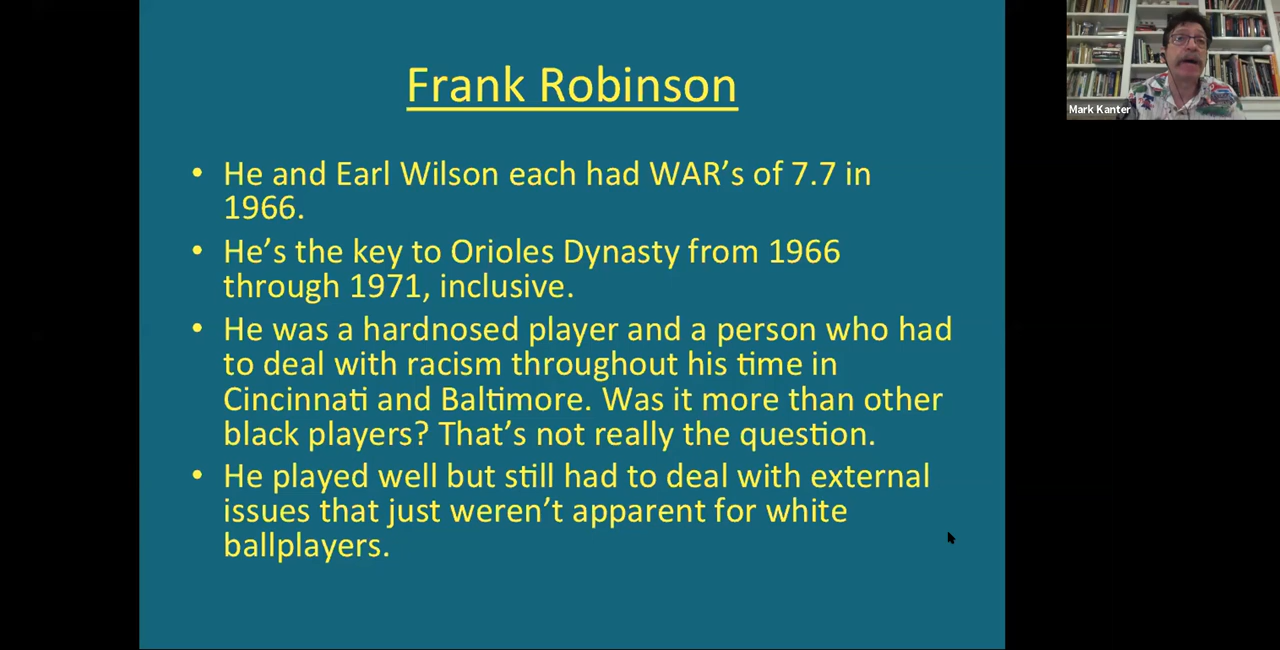 Frank Robinson
Mark Kanter
• He and Earl Wilson each had WAR's of 7.7 in
1966.
• He's the key to Orioles Dynasty from 1966
through 1971, inclusive.
• He was a hardnosed player and a person who had
to deal with racism throughout his time in
Cincinnati and Baltimore. Was it more than other
black players? That's not really the question.
• He played well but still had to deal with external
issues that just weren't apparent for white
ballplayers.